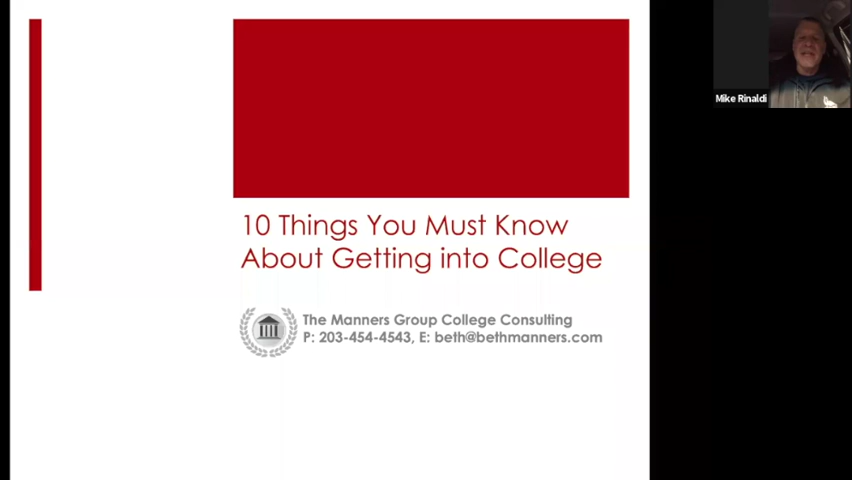 10 Things You Must Know
About Getting into College
The Manners Group College Consulting
P: 203-454-4543, E: beth@bethmanners.com
Mike Rinaldi